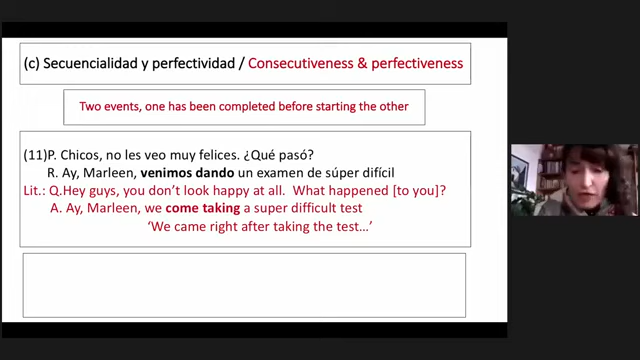 (c) Secuencialidad y perfectividad / Consecutiveness & perfectiveness
Two events, one has been completed before starting the other
(11)P. Chicos, no les veo muy felices. ¿Qué pasó?
R. Ay, Marleen, venimos dando un examen de súper difícil
Lit.: Q.Hey guys, you don't look happy at all. What happened [to you]?
A. Ay, Marleen, we come taking a super difficult test
'We came right after taking the test…'